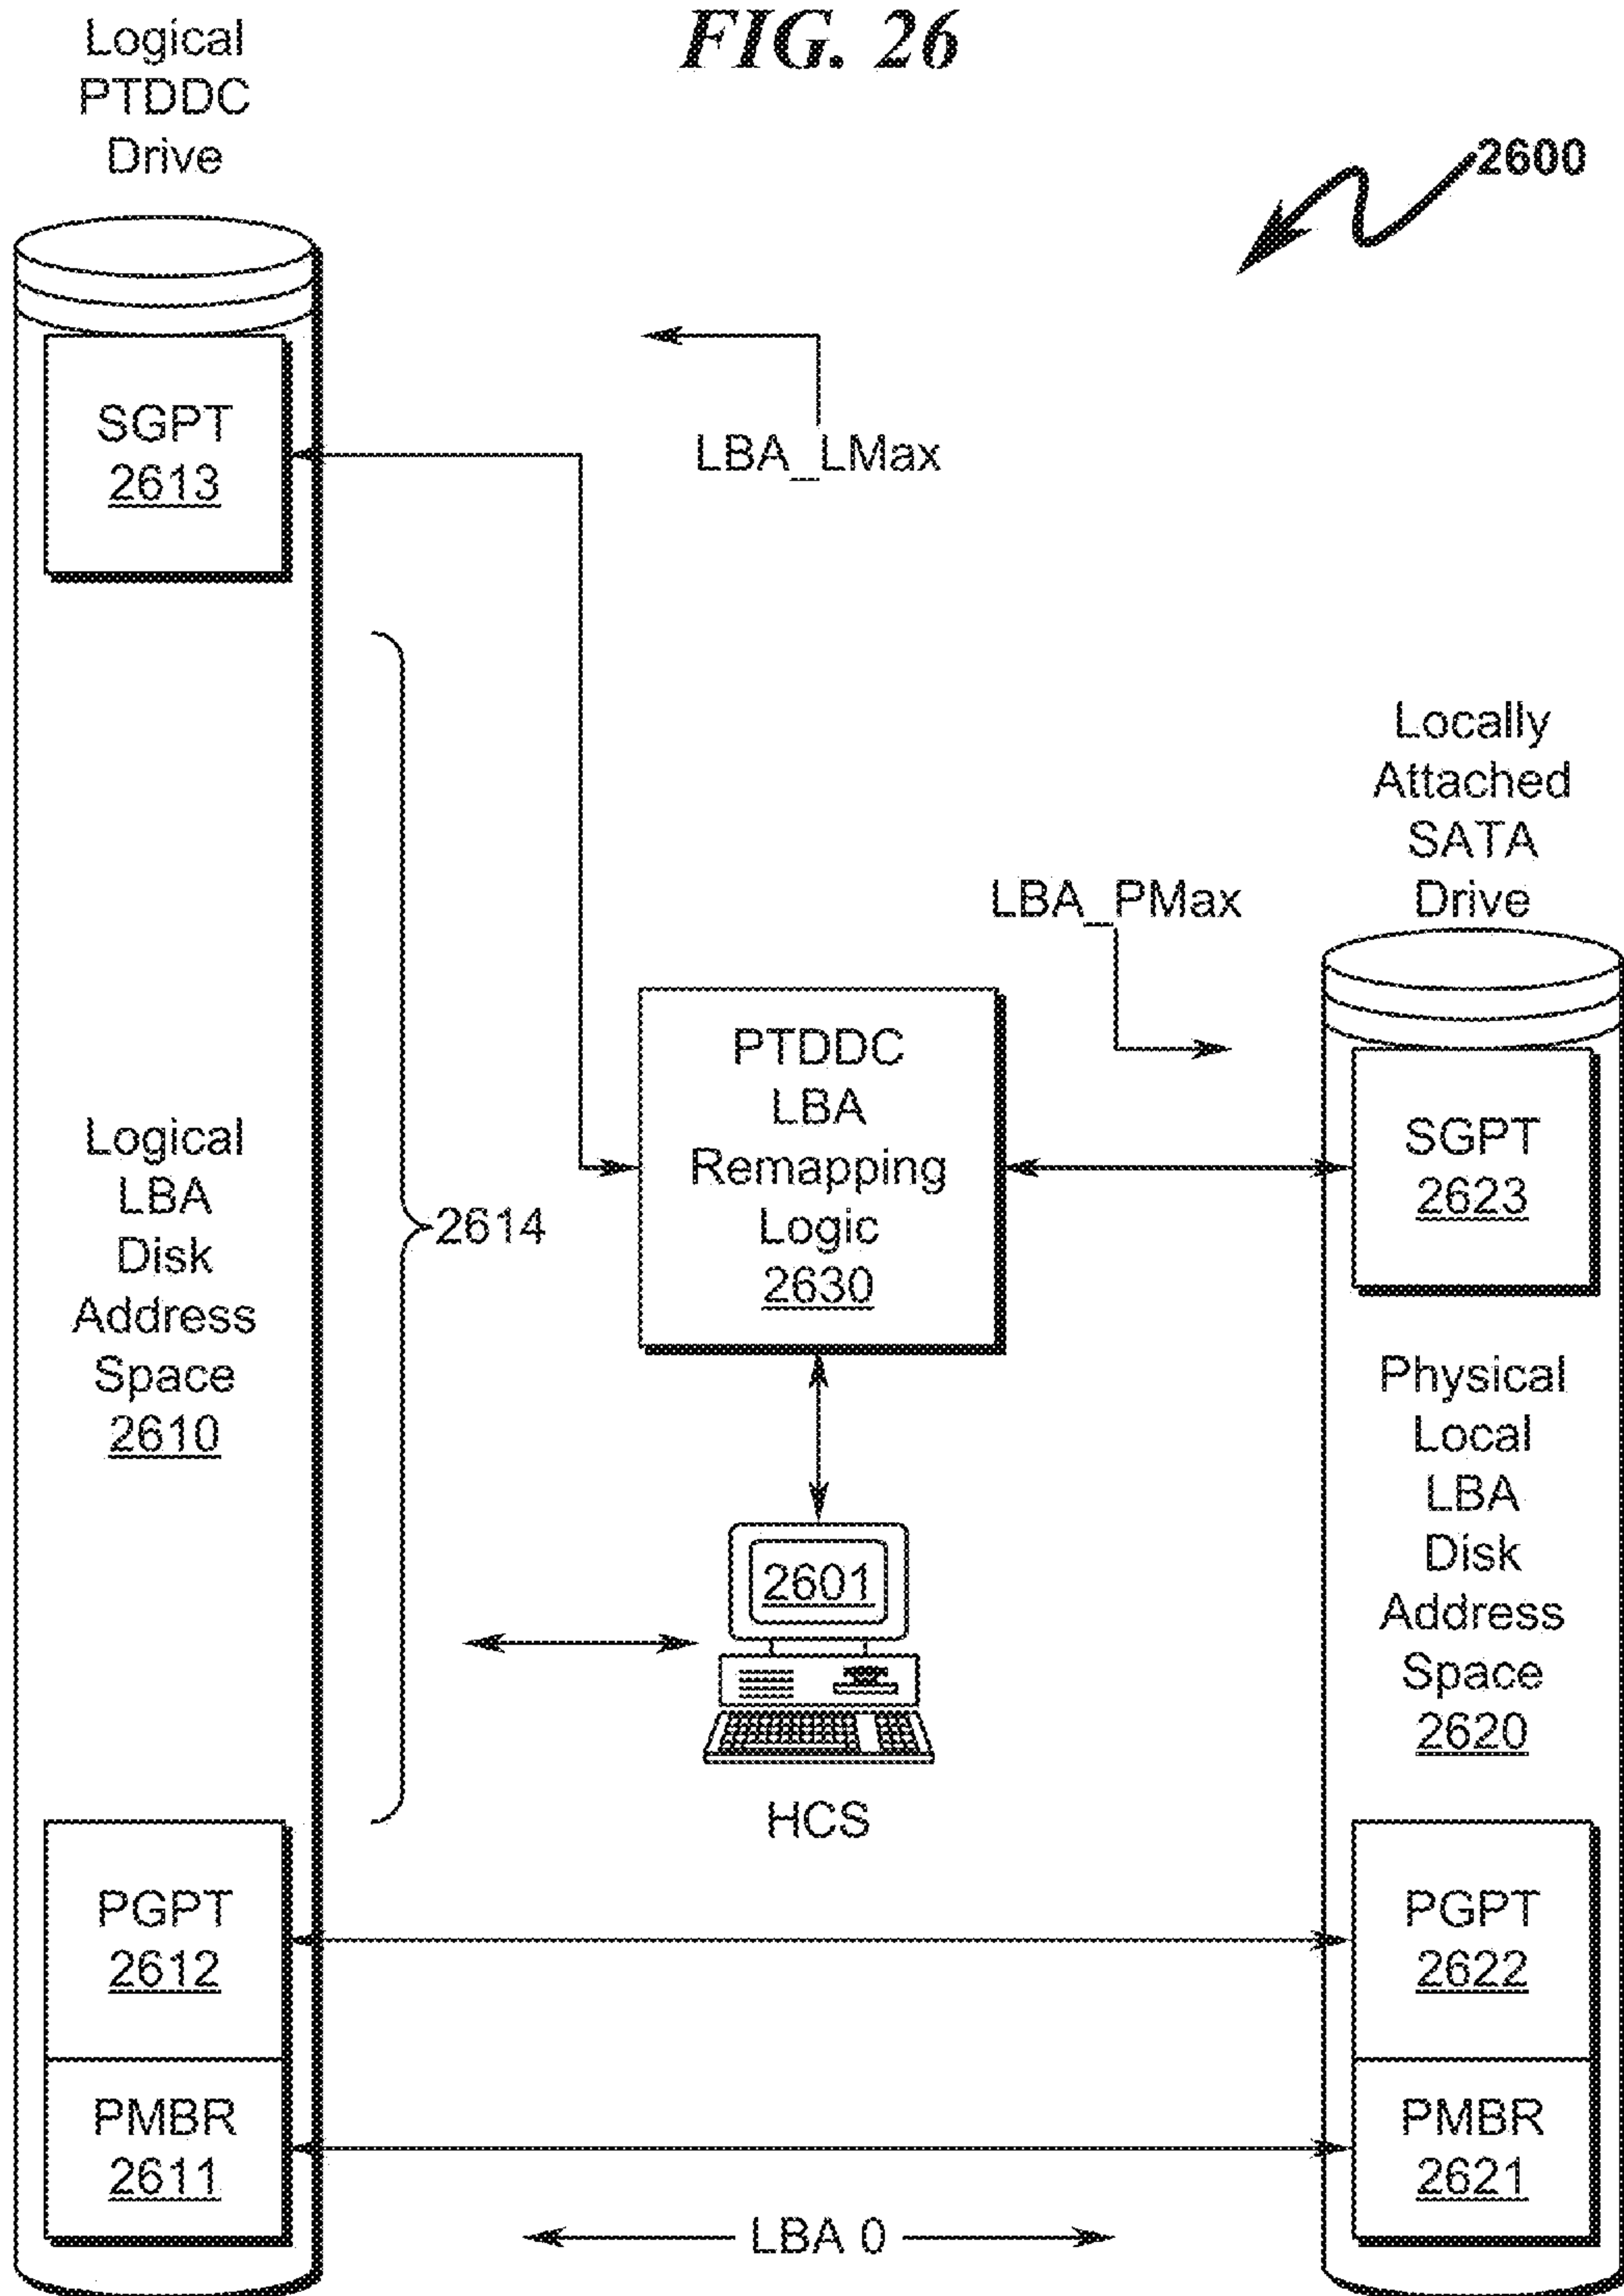 FIG. 26
Logical
PTDDC
Drive
2600
SGPT
2613
LBA_LMax
Logical
LBA
Disk
Address
Space
2610
2614
PTDDC
LBA
Remapping
Logic
2630
LBA_PMax
Locally
Attached
SATA
Drive
SGPT
2623
Physical
Local
LBA
Disk
Address
Space
2620
2601
HCS
PGPT
2612
PMBR
2611
PGPT
2622
PMBR
2621
LBA 0